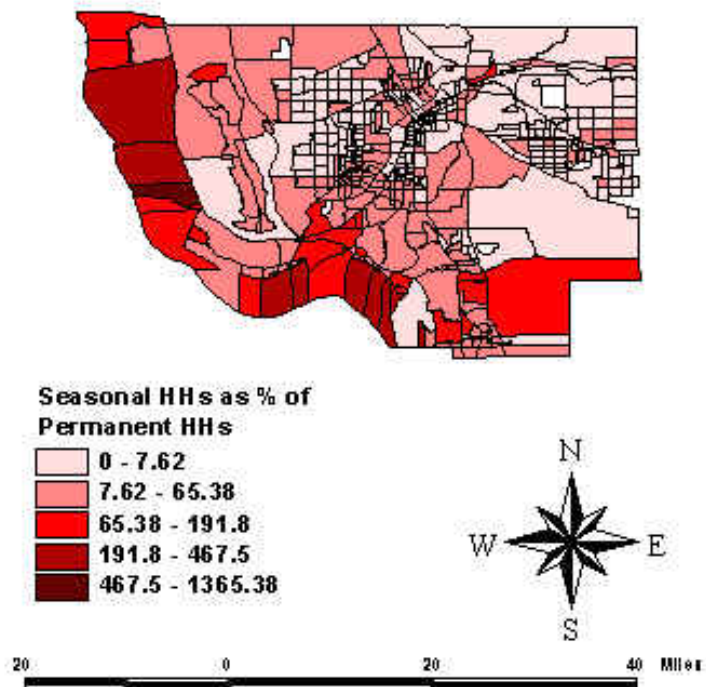 Seasonal HHs as % of
Permanent HHs
0 - 7.62
7.62 - 65.38
65.38 - 191.8
191.8 - 467.5
467.5 - 1365.38
N
W E
S
20 0 20 40 Miles